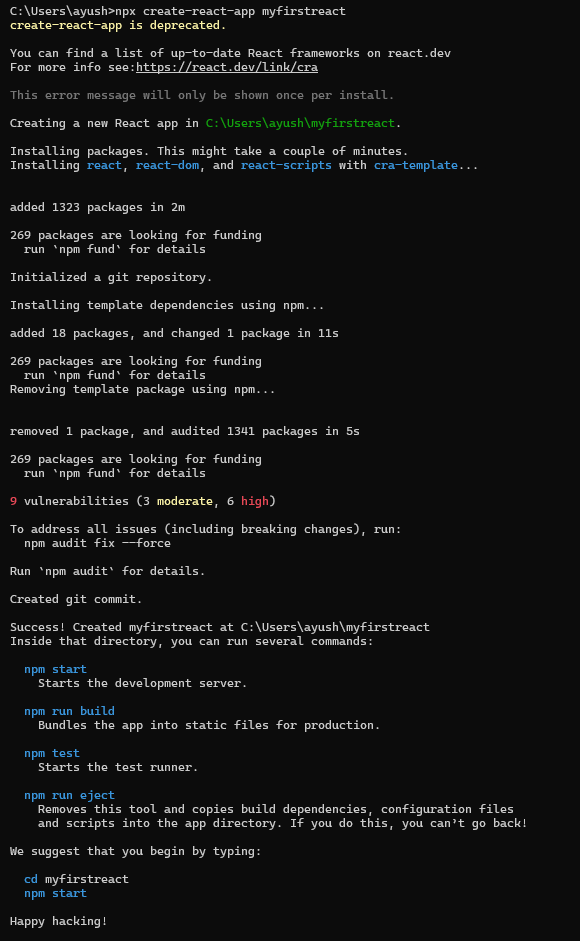 C:\Users\ayush>npx create-react-app myfirstreact
create-react-app is deprecated.
You can find a list of up-to-date React frameworks on react.dev
For more info see:https://react.dev/link/cra
This error message will only be shown once per install.
Creating a new React app in C:\Users\ayush\myfirstreact.
Installing packages. This might take a couple of minutes.
Installing react, react-dom, and react-scripts with cra-template...
added 1323 packages in 2m
269 packages are looking for funding
  run `npm fund` for details
Initialized a git repository.
Installing template dependencies using npm...
added 18 packages, and changed 1 package in 11s
269 packages are looking for funding
  run `npm fund` for details
Removing template package using npm...
removed 1 package, and audited 1341 packages in 5s
269 packages are looking for funding
  run `npm fund` for details
9 vulnerabilities (3 moderate, 6 high)
To address all issues (including breaking changes), run:
  npm audit fix --force
Run `npm audit` for details.
Created git commit.
Success! Created myfirstreact at C:\Users\ayush\myfirstreact
Inside that directory, you can run several commands:
  npm start
    Starts the development server.
  npm run build
    Bundles the app into static files for production.
  npm test
    Starts the test runner.
  npm run eject
    Removes this tool and copies build dependencies, configuration files
    and scripts into the app directory. If you do this, you can't go back!
We suggest that you begin by typing:
  cd myfirstreact
  npm start
Happy hacking!